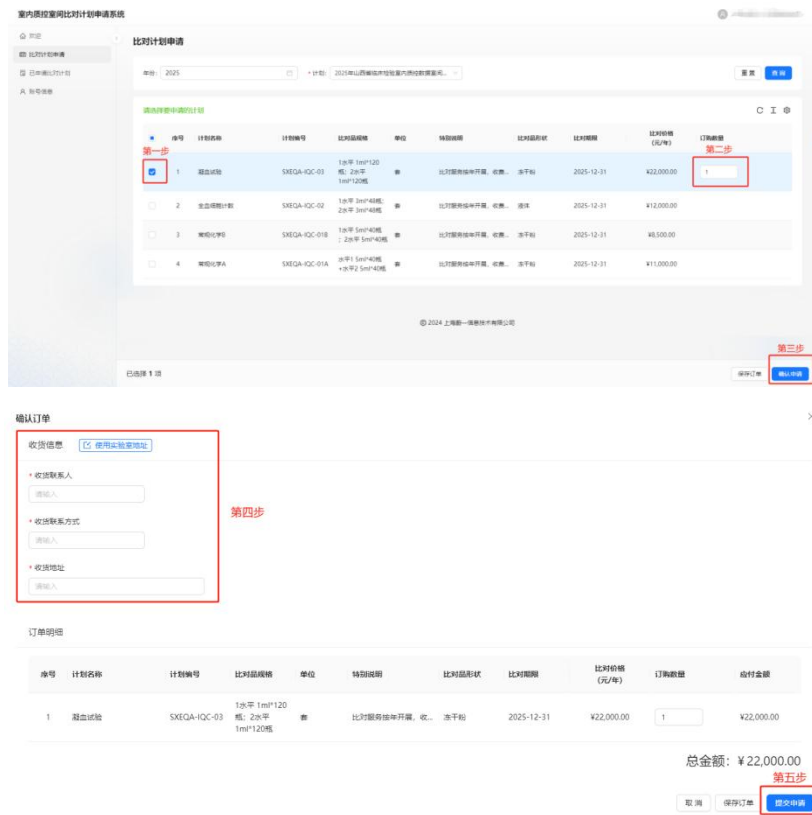 室内质控室间比对计划申请系统
欢迎
比对计划申请
已申请比对计划
账号信息
比对计划申请
年份: 2025
* 计划: 2025年山西省临床检验室内质控数据室间...
重置 查询
请选择要申请的计划
序号 计划名称 计划编号 比对品规格 单位 特别说明 比对品形状 比对期限 比对价格 (元/年) 订购数量
第一步
第二步
1 凝血试验 SXEQA-IQC-03 1水平 1ml*120瓶; 2水平 1ml*120瓶 套 比对服务按年开展, 收费... 冻干粉 2025-12-31 ¥22,000.00 1
2 全血细胞计数 SXEQA-IQC-02 1水平 3ml*48瓶; 2水平 3ml*48瓶 套 比对服务按年开展, 收费... 液体 2025-12-31 ¥12,000.00
3 常规化学B SXEQA-IQC-01B 1水平 5ml*40瓶; 2水平 5ml*40瓶 套 比对服务按年开展, 收费... 冻干粉 2025-12-31 ¥8,500.00
4 常规化学A SXEQA-IQC-01A 水平1 5ml*40瓶+水平2 5ml*40瓶 套 比对服务按年开展, 收费... 冻干粉 2025-12-31 ¥11,000.00
© 2024 上海新一信息技术有限公司
第三步
已选择 1 项
保存订单 确认申请
确认订单
收货信息 使用实验室地址
* 收货联系人
请输入
第四步
* 收货联系方式
请输入
* 收货地址
请输入
订单明细
序号 计划名称 计划编号 比对品规格 单位 特别说明 比对品形状 比对期限 比对价格 (元/年) 订购数量 应付金额
1 凝血试验 SXEQA-IQC-03 1水平 1ml*120瓶; 2水平 1ml*120瓶 套 比对服务按年开展, 收... 冻干粉 2025-12-31 ¥22,000.00 1 ¥22,000.00
总金额: ¥ 22,000.00
第五步
取消 保存订单 提交申请